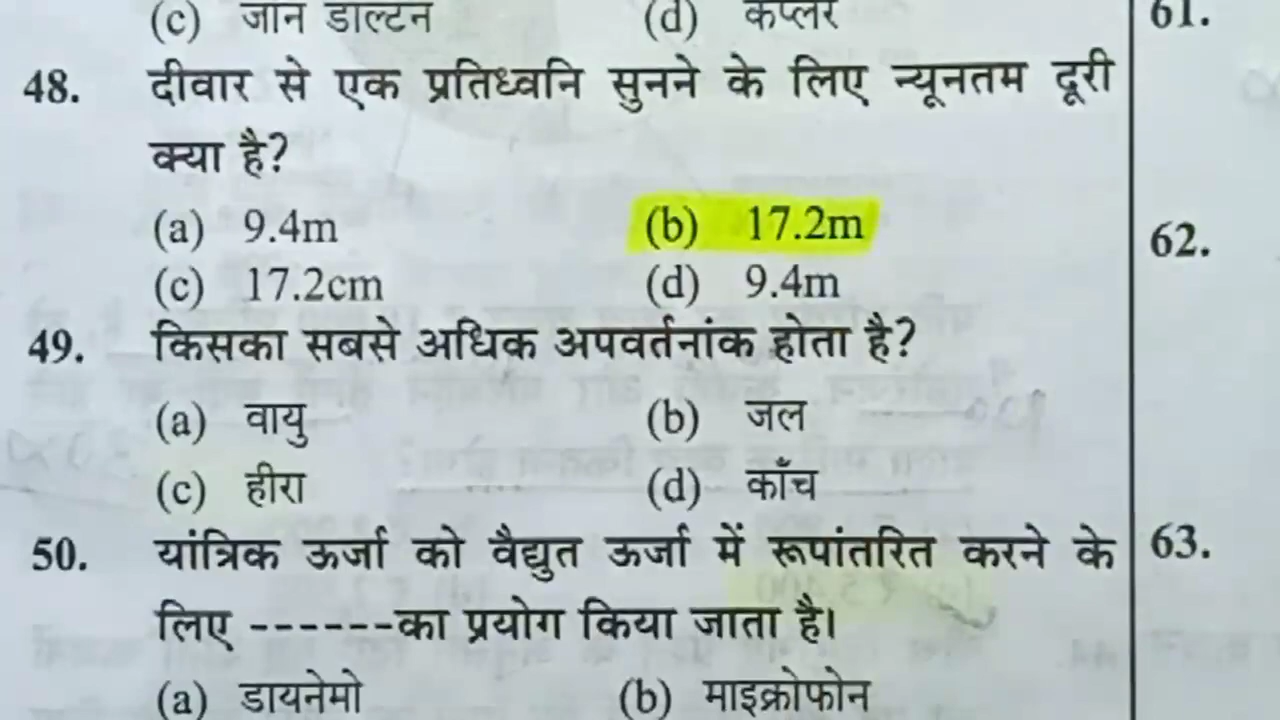 (c) जान डाल्टन (d) कप्लर
61.
48. दीवार से एक प्रतिध्वनि सुनने के लिए न्यूनतम दूरी
क्या है?
(a) 9.4m (b) 17.2m
62.
(c) 17.2cm (d) 9.4m
49. किसका सबसे अधिक अपवर्तनांक होता है?
(a) वायु (b) जल
(c) हीरा (d) काँच
50. यांत्रिक ऊर्जा को वैद्युत ऊर्जा में रूपांतरित करने के
63.
लिए ------का प्रयोग किया जाता है।
(a) डायनेमो (b) माइक्रोफोन